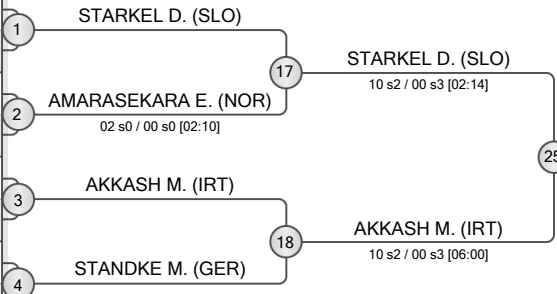 STARKEL D. (SLO)
1
17
STARKEL D. (SLO)
10 s2 / 00 s3 [02:14]
AMARASEKARA E. (NOR)
2
02 s0 / 00 s0 [02:10]
25
AKKASH M. (IRT)
3
18
AKKASH M. (IRT)
10 s2 / 00 s3 [06:00]
STANDKE M. (GER)
4